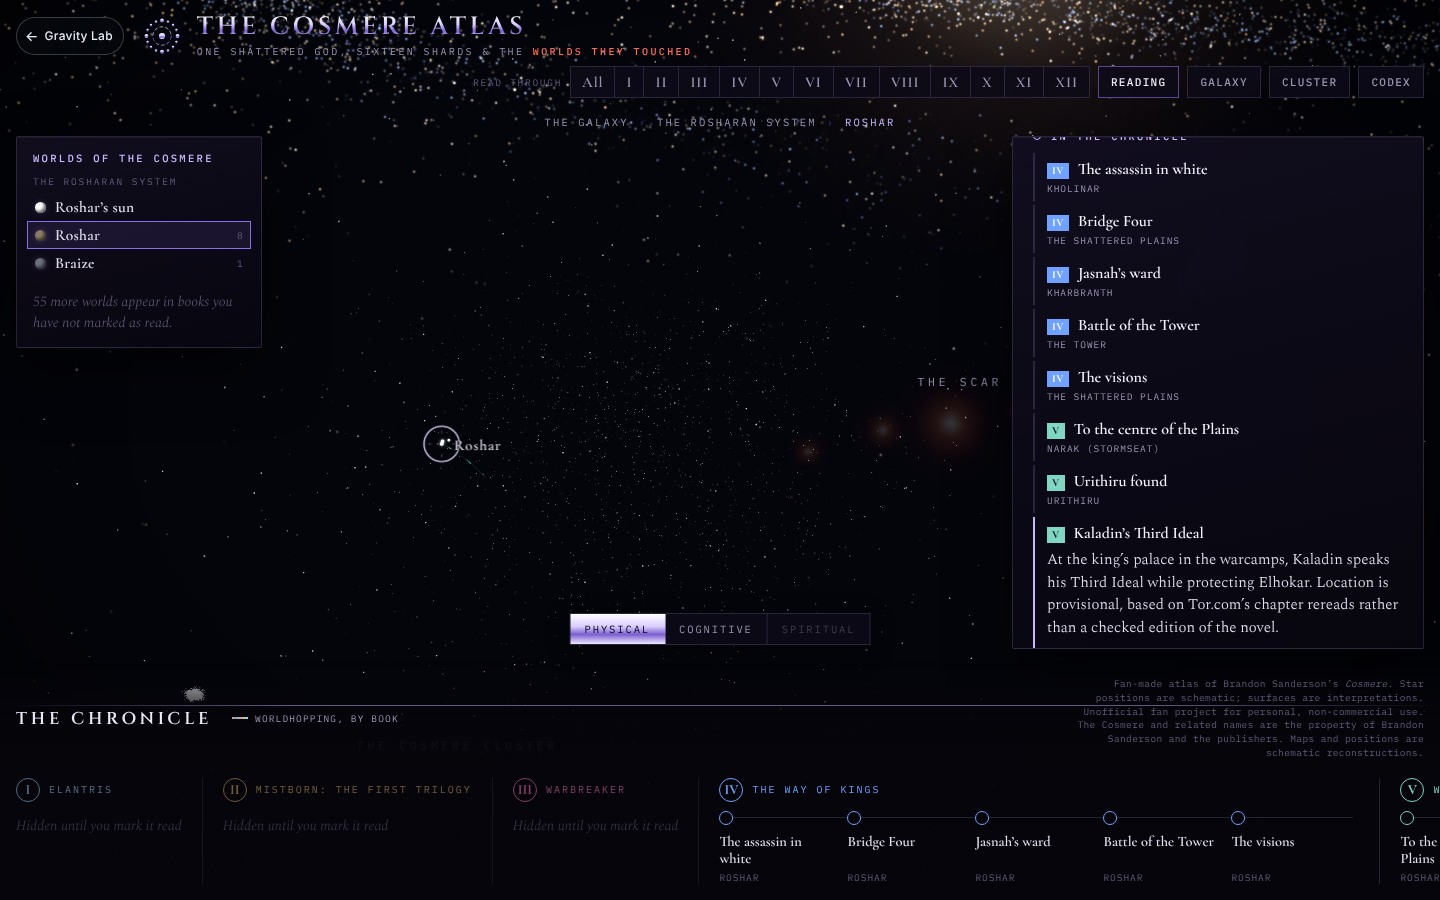 ← Gravity Lab
THE COSMERE ATLAS
ONE SHATTERED GOD, SIXTEEN SHARDS & THE WORLDS THEY TOUCHED
READ THROUGH
All I II III IV V VI VII VIII IX X XI XII
READING GALAXY CLUSTER CODEX
THE GALAXY THE ROSHARAN SYSTEM ROSHAR
WORLDS OF THE COSMERE
THE ROSHARAN SYSTEM
Roshar’s sun
Roshar 8
Braize 1
55 more worlds appear in books you
have not marked as read.
THE SCAR
Roshar
IN THE CHRONICLE
IV The assassin in white
KHOLINAR
IV Bridge Four
THE SHATTERED PLAINS
IV Jasnah’s ward
KHARBRANTH
IV Battle of the Tower
THE TOWER
IV The visions
THE SHATTERED PLAINS
V To the centre of the Plains
NARAK (STORMSEAT)
V Urithiru found
URITHIRU
V Kaladin’s Third Ideal
At the king’s palace in the warcamps, Kaladin speaks
his Third Ideal while protecting Elhokar. Location is
provisional, based on Tor.com’s chapter rereads rather
than a checked edition of the novel.
PHYSICAL COGNITIVE SPIRITUAL
Fan-made atlas of Brandon Sanderson’s Cosmere. Star
positions are schematic; surfaces are interpretations.
Unofficial fan project for personal, non-commercial use.
The Cosmere and related names are the property of Brandon
Sanderson and the publishers. Maps and positions are
schematic reconstructions.
THE CHRONICLE
WORLDHOPPING, BY BOOK
THE COSMERE CLUSTER
I ELANTRIS
Hidden until you mark it read
II MISTBORN: THE FIRST TRILOGY
Hidden until you mark it read
III WARBREAKER
Hidden until you mark it read
IV THE WAY OF KINGS
The assassin in
white
ROSHAR
Bridge Four
ROSHAR
Jasnah’s ward
ROSHAR
Battle of the Tower
ROSHAR
The visions
ROSHAR
V W
To the
Plains
ROSHAR